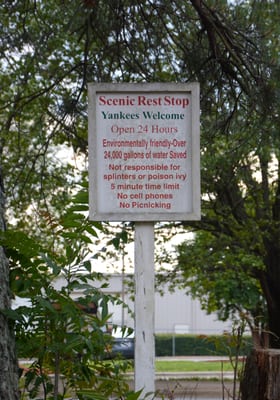 Scenic Rest Stop
Yankees Welcome
Open 24 Hours
Environmentally friendly-Over
24,000 gallons of water Saved
Not responsible for
splinters or poison ivy
5 minute time limit
No cell phones
No Picnicking